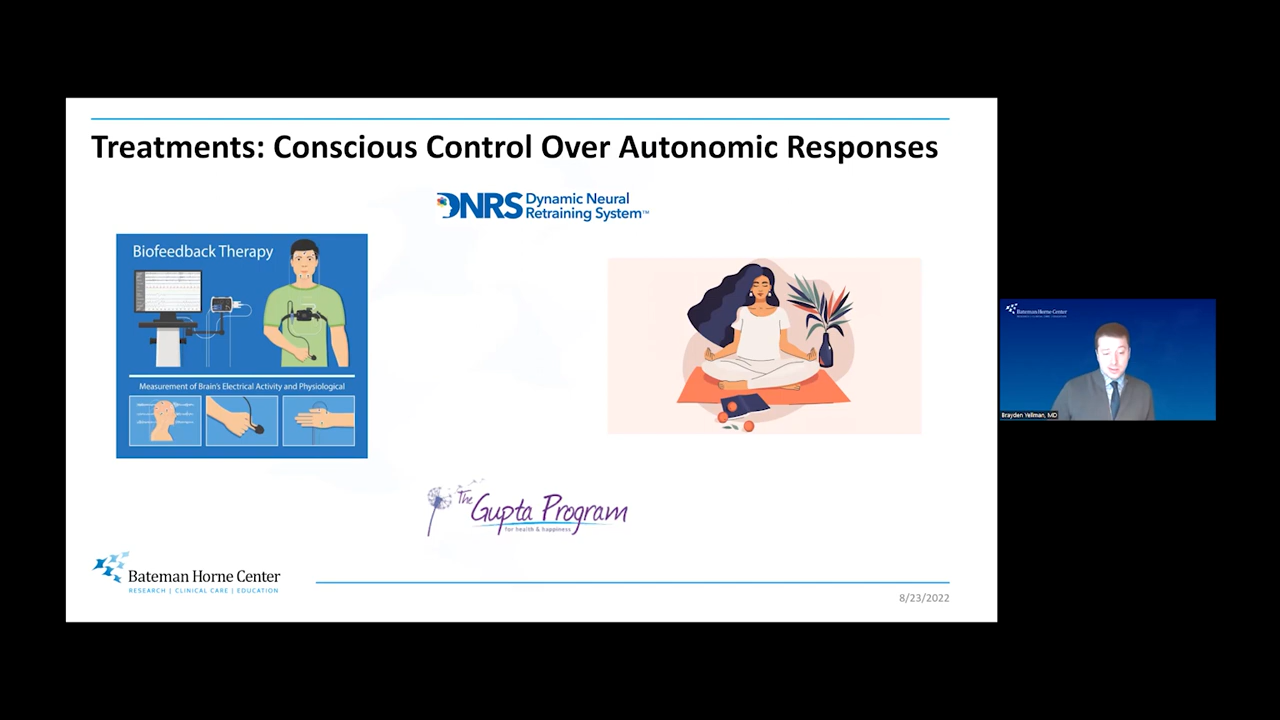 Treatments: Conscious Control Over Autonomic Responses
DNRS Dynamic Neural
Retraining System™
Biofeedback Therapy
Measurement of Brain's Electrical Activity and Physiological
The
Gupta Program
for health & happiness
Bateman Horne Center
RESEARCH | CLINICAL CARE | EDUCATION
8/23/2022
Bateman Horne Center
Brayden Yellman, MD